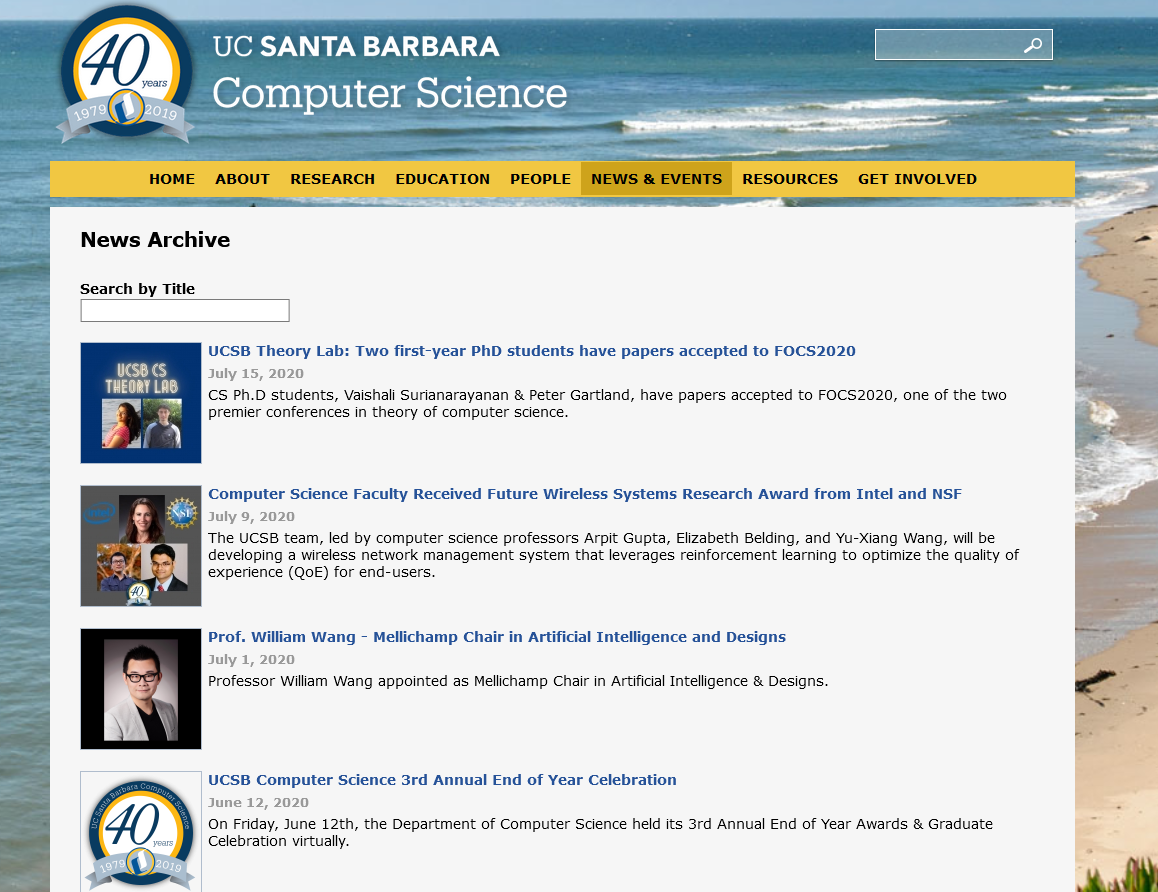 40
years
1979 2019
UC SANTA BARBARA
Computer Science
HOME ABOUT RESEARCH EDUCATION PEOPLE NEWS & EVENTS RESOURCES GET INVOLVED
News Archive
Search by Title
UCSB CS
THEORY LAB
UCSB Theory Lab: Two first-year PhD students have papers accepted to FOCS2020
July 15, 2020
CS Ph.D students, Vaishali Surianarayanan & Peter Gartland, have papers accepted to FOCS2020, one of the two
premier conferences in theory of computer science.
intel
NSF
40
Computer Science Faculty Received Future Wireless Systems Research Award from Intel and NSF
July 9, 2020
The UCSB team, led by computer science professors Arpit Gupta, Elizabeth Belding, and Yu-Xiang Wang, will be
developing a wireless network management system that leverages reinforcement learning to optimize the quality of
experience (QoE) for end-users.
Prof. William Wang - Mellichamp Chair in Artificial Intelligence and Designs
July 1, 2020
Professor William Wang appointed as Mellichamp Chair in Artificial Intelligence & Designs.
UC Santa Barbara Computer Science
40
years
1979 2019
UCSB Computer Science 3rd Annual End of Year Celebration
June 12, 2020
On Friday, June 12th, the Department of Computer Science held its 3rd Annual End of Year Awards & Graduate
Celebration virtually.